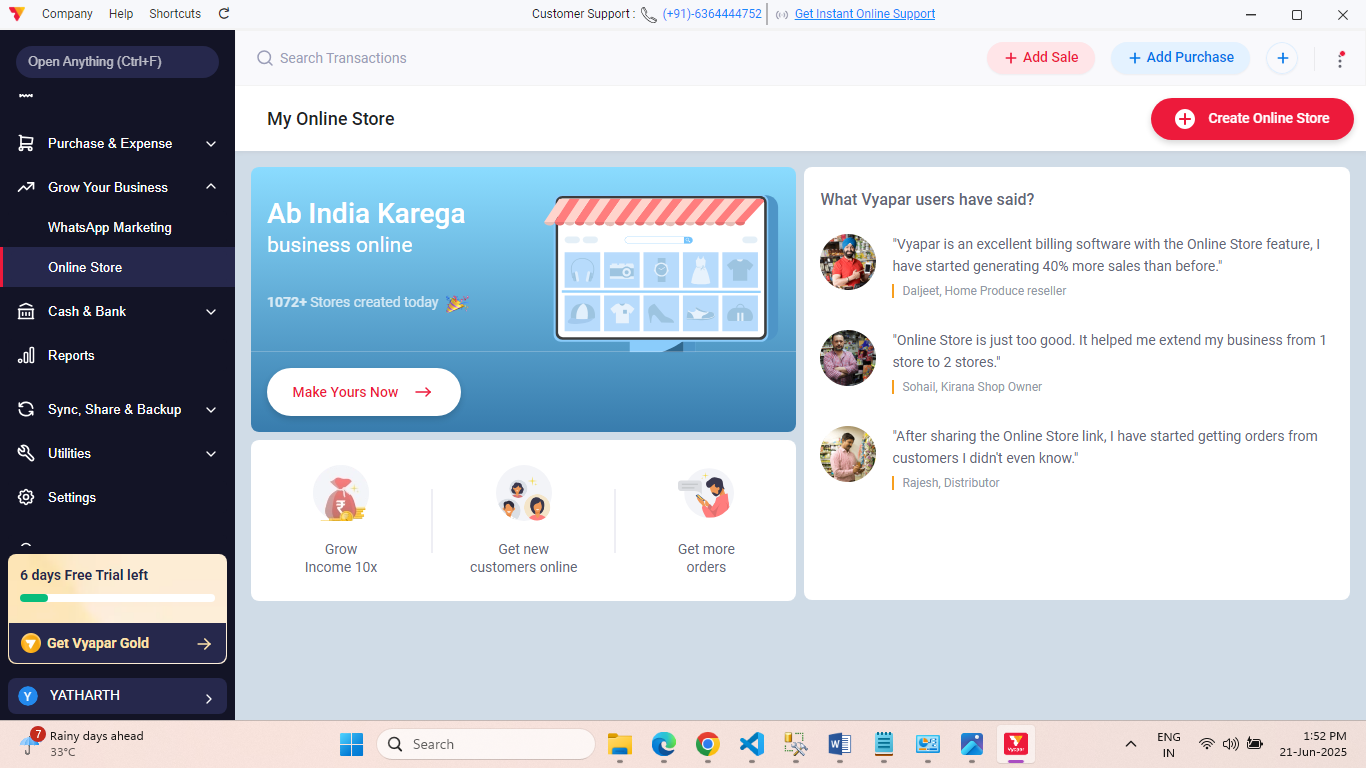 Company Help Shortcuts
Customer Support : (+91)-6364444752 Get Instant Online Support
Open Anything (Ctrl+F)
Purchase & Expense
Grow Your Business
WhatsApp Marketing
Online Store
Cash & Bank
Reports
Sync, Share & Backup
Utilities
Settings
6 days Free Trial left
Get Vyapar Gold
Y YATHARTH
Search Transactions
+ Add Sale
+ Add Purchase
My Online Store
Create Online Store
Ab India Karega
business online
1072+ Stores created today
Make Yours Now
Grow
Income 10x
Get new
customers online
Get more
orders
What Vyapar users have said?
"Vyapar is an excellent billing software with the Online Store feature, I
have started generating 40% more sales than before."
Daljeet, Home Produce reseller
"Online Store is just too good. It helped me extend my business from 1
store to 2 stores."
Sohail, Kirana Shop Owner
"After sharing the Online Store link, I have started getting orders from
customers I didn't even know."
Rajesh, Distributor
7
Rainy days ahead
33°C
Search
Vyapar
ENG
IN
1:52 PM
21-Jun-2025